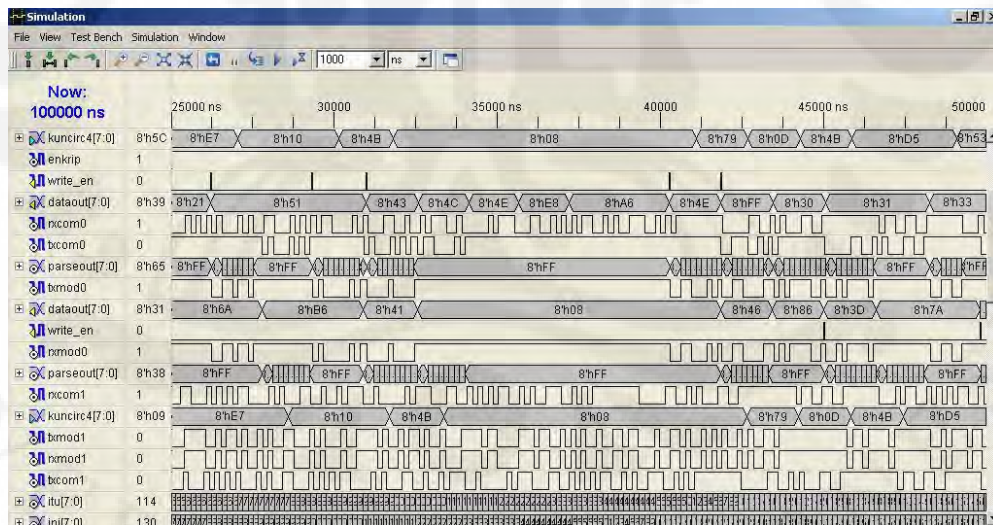 Simulation
File View Test Bench Simulation Window
1000 ns
Now:
100000 ns
25000 ns 30000 35000 ns 40000 45000 ns 50000
kuncirc4[7:0] 8'h5C 8'hE7 8'h10 8'h4B 8'h08 8'h79 8'h0D 8'h4B 8'hD5 8'h53
enkrip 1
write_en 0
dataout[7:0] 8'h39 8'h21 8'h51 8'h43 8'h4C 8'h4E 8'hE8 8'hA6 8'h4E 8'hFF 8'h30 8'h31 8'h33
rxcom0 1
txcom0 0
parseout[7:0] 8'h65 8'hFF 8'hFF 8'hFF 8'hFF
txmod0 1
dataout[7:0] 8'h31 8'h6A 8'hB6 8'h41 8'h08 8'h46 8'h86 8'h3D 8'h7A
write_en 0
rxmod0 1
parseout[7:0] 8'h38 8'hFF 8'hFF 8'hFF 8'hFF 8'hFF
rxcom1 1
kuncirc4[7:0] 8'h09 8'hE7 8'h10 8'h4B 8'h08 8'h79 8'h0D 8'h4B 8'hD5
txmod1 0
rxmod1 0
txcom1 0
itu[7:0] 114
ini[7:0] 130